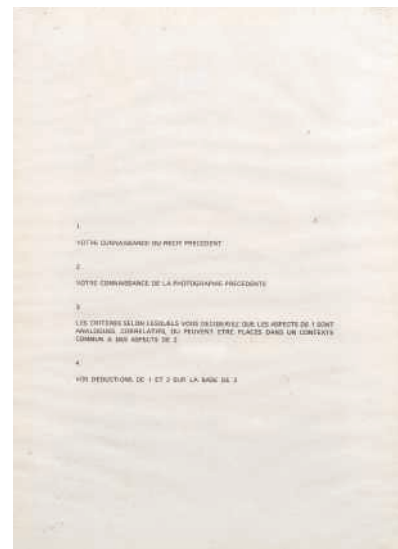 1
VOTRE CONNAISSANCE DU RECIT PRECEDENT
2
VOTRE CONNAISSANCE DE LA PHOTOGRAPHIE PRECEDENTE
3
LES CRITERES SELON LESQUELS VOUS DECIDERIEZ QUE LES ASPECTS DE 1 SONT
ANALOGUES, CORRELATIFS, OU PEUVENT ETRE PLACES DANS UN CONTEXTE
COMMUN A DES ASPECTS DE 2
4
VOS DEDUCTIONS DE 1 ET 2 SUR LA BASE DE 3